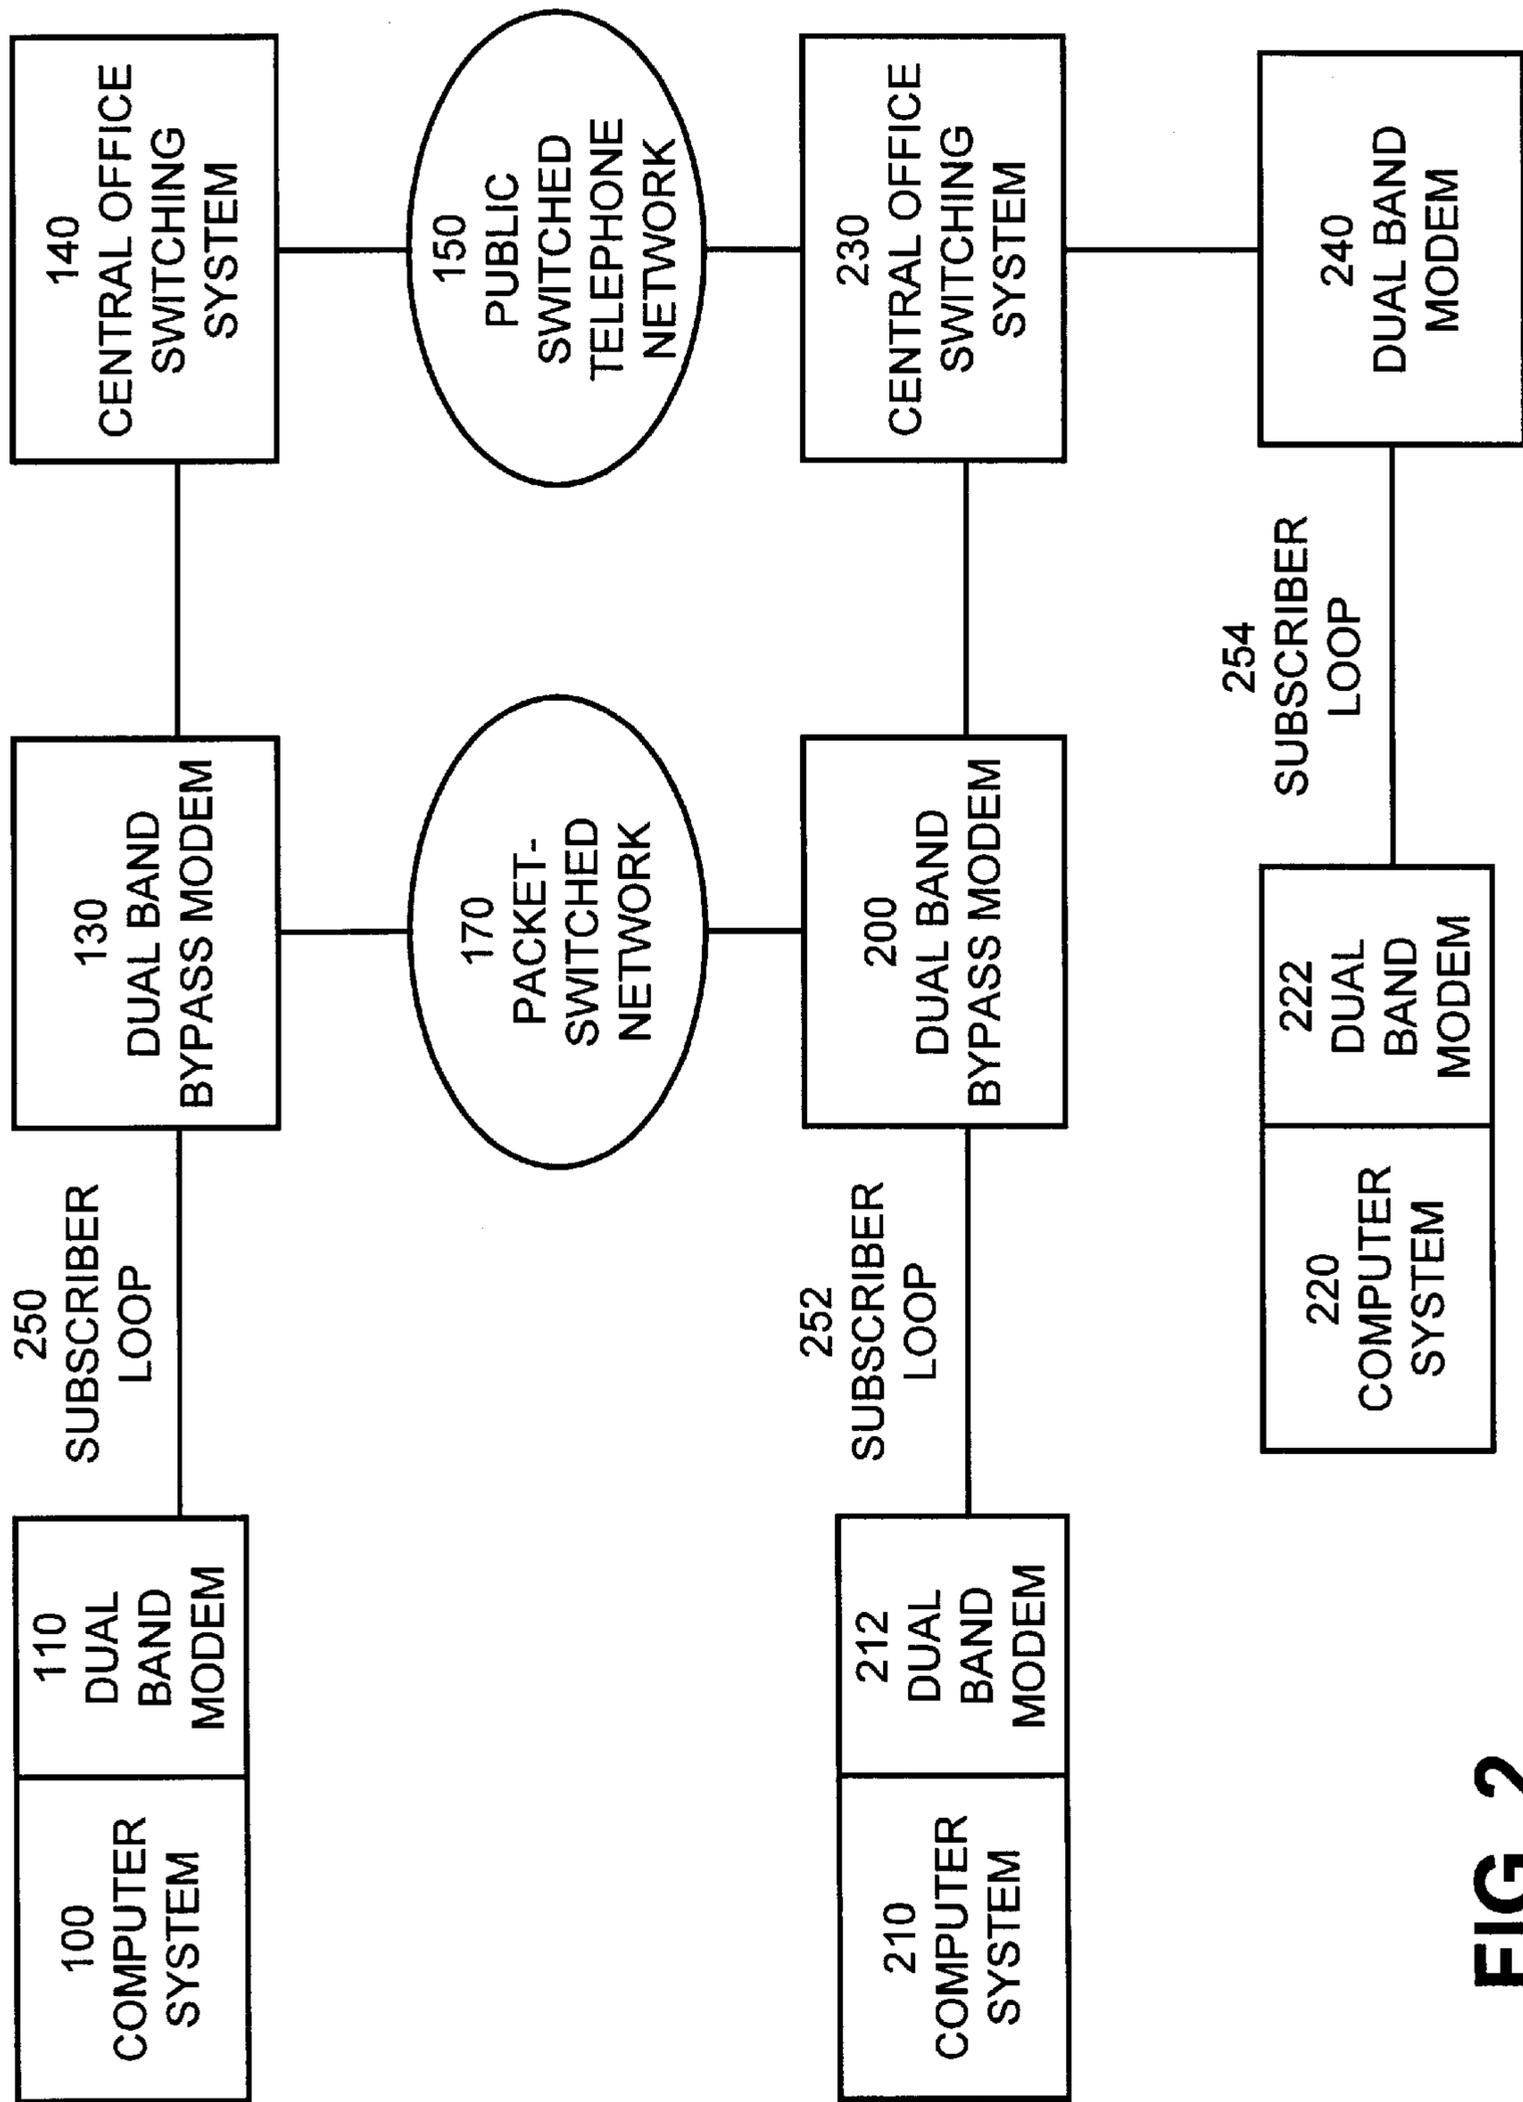 100
COMPUTER
SYSTEM
110
DUAL
BAND
MODEM
250
SUBSCRIBER
LOOP
130
DUAL BAND
BYPASS MODEM
140
CENTRAL OFFICE
SWITCHING
SYSTEM
170
PACKET-
SWITCHED
NETWORK
150
PUBLIC
SWITCHED
TELEPHONE
NETWORK
210
COMPUTER
SYSTEM
212
DUAL
BAND
MODEM
252
SUBSCRIBER
LOOP
200
DUAL BAND
BYPASS MODEM
230
CENTRAL OFFICE
SWITCHING
SYSTEM
220
COMPUTER
SYSTEM
222
DUAL
BAND
MODEM
254
SUBSCRIBER
LOOP
240
DUAL BAND
MODEM
FIG. 2